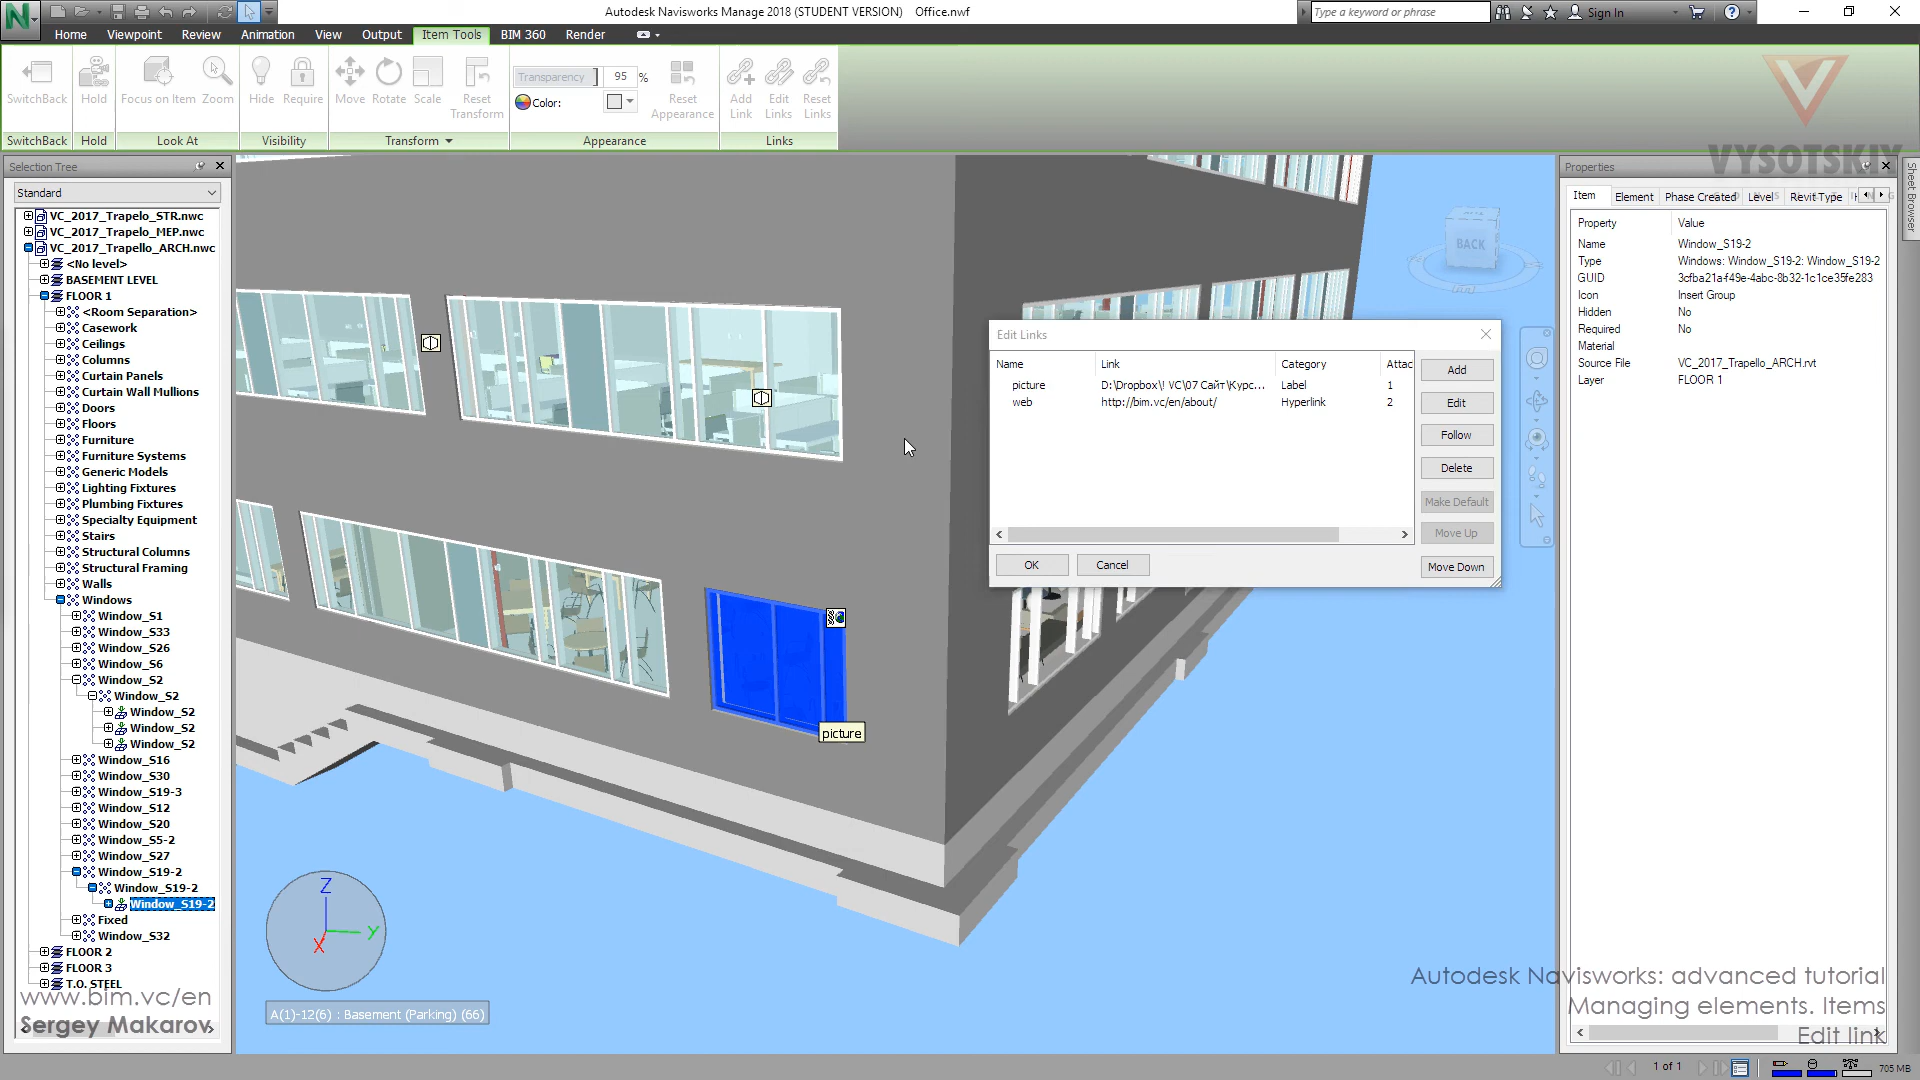 Autodesk Navisworks Manage 2018 (STUDENT VERSION) Office.nwf
Type a keyword or phrase
Sign In
Home Viewpoint Review Animation View Output Item Tools BIM 360 Render
SwitchBack Hold Focus on Item Zoom Hide Require Move Rotate Scale Reset Transform
Transparency 95 %
Color:
Reset Appearance
Add Link Edit Links Reset Links
SwitchBack Hold Look At Visibility Transform Appearance Links
VYSOTSKIY
Selection Tree
Standard
VC_2017_Trapelo_STR.nwc
VC_2017_Trapelo_MEP.nwc
VC_2017_Trapello_ARCH.nwc
<No level>
BASEMENT LEVEL
FLOOR 1
<Room Separation>
Casework
Ceilings
Columns
Curtain Panels
Curtain Wall Mullions
Doors
Floors
Furniture
Furniture Systems
Generic Models
Lighting Fixtures
Plumbing Fixtures
Specialty Equipment
Stairs
Structural Columns
Structural Framing
Walls
Windows
Window_S1
Window_S33
Window_S26
Window_S6
Window_S2
Window_S2
Window_S2
Window_S2
Window_S2
Window_S16
Window_S30
Window_S19-3
Window_S12
Window_S20
Window_S5-2
Window_S27
Window_S19-2
Window_S19-2
Window_S19-2
Fixed
Window_S32
FLOOR 2
FLOOR 3
T.O. STEEL
www.bim.vc/en
Sergey Makarov
BACK
picture
Z
Y
X
A(1)-12(6) : Basement (Parking) (66)
Edit Links
Name Link Category Attac
picture D:\Dropbox\! VC\07 Сайт\Курс... Label 1
web http://bim.vc/en/about/ Hyperlink 2
Add
Edit
Follow
Delete
Make Default
Move Up
Move Down
OK Cancel
Properties
Item Element Phase Created Level Revit Type
Property Value
Name Window_S19-2
Type Windows: Window_S19-2: Window_S19-2
GUID 3cfba21a-f49e-4abc-8b32-1c1ce35fe283
Icon Insert Group
Hidden No
Required No
Material
Source File VC_2017_Trapello_ARCH.rvt
Layer FLOOR 1
Sheet Browser
Autodesk Navisworks: advanced tutorial
Managing elements. Items
Edit link
1 of 1
705 MB